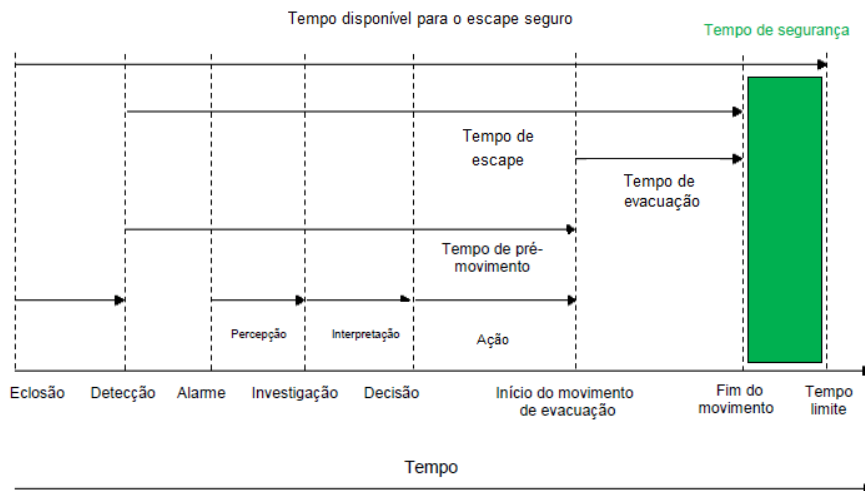 Tempo disponível para o escape seguro
Tempo de segurança
Tempo de
escape
Tempo de
evacuação
Tempo de pré-
movimento
Percepção
Interpretação
Ação
Eclosão
Detecção
Alarme
Investigação
Decisão
Início do movimento
de evacuação
Fim do
movimento
Tempo
limite
Tempo